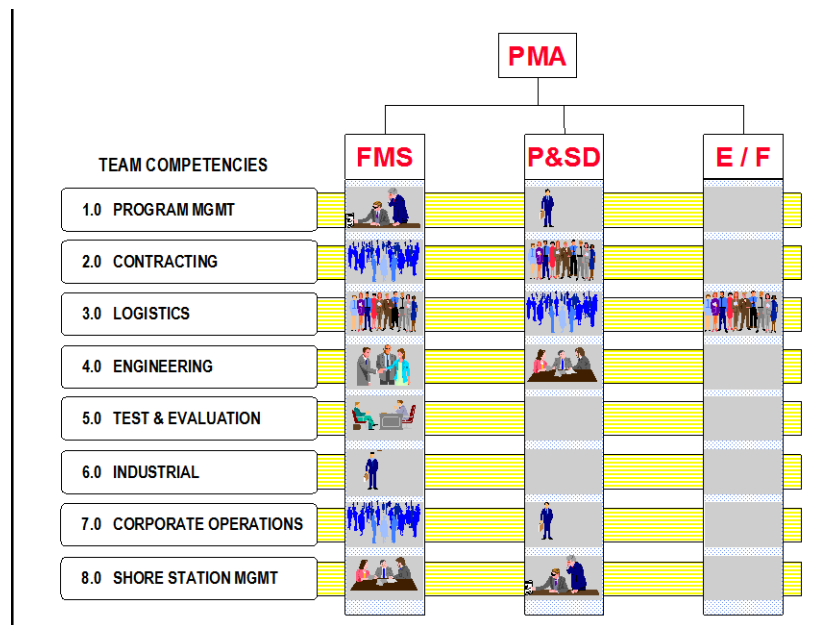 PMA
FMS
P&SD
E / F
TEAM COMPETENCIES
1.0 PROGRAM MGMT
2.0 CONTRACTING
3.0 LOGISTICS
4.0 ENGINEERING
5.0 TEST & EVALUATION
6.0 INDUSTRIAL
7.0 CORPORATE OPERATIONS
8.0 SHORE STATION MGMT